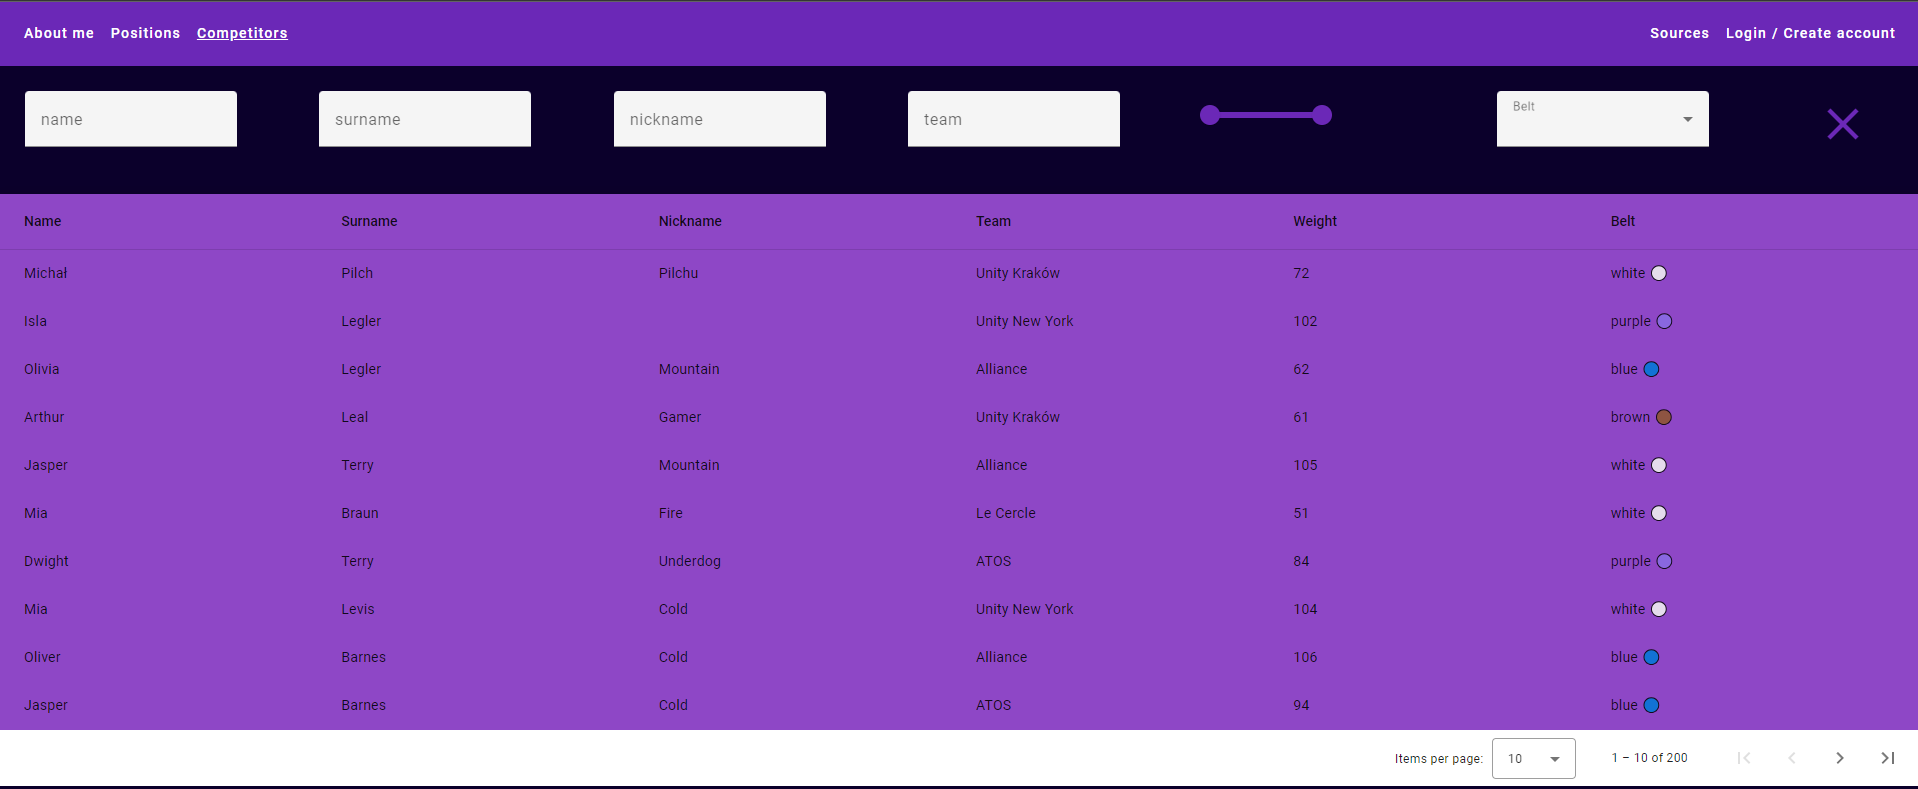 About me Positions Competitors Sources Login / Create account
name surname nickname team Belt
Name Surname Nickname Team Weight Belt
Michał Pilch Pilchu Unity Kraków 72 white
Isla Legler Unity New York 102 purple
Olivia Legler Mountain Alliance 62 blue
Arthur Leal Gamer Unity Kraków 61 brown
Jasper Terry Mountain Alliance 105 white
Mia Braun Fire Le Cercle 51 white
Dwight Terry Underdog ATOS 84 purple
Mia Levis Cold Unity New York 104 white
Oliver Barnes Cold Alliance 106 blue
Jasper Barnes Cold ATOS 94 blue
Items per page: 10 1 – 10 of 200